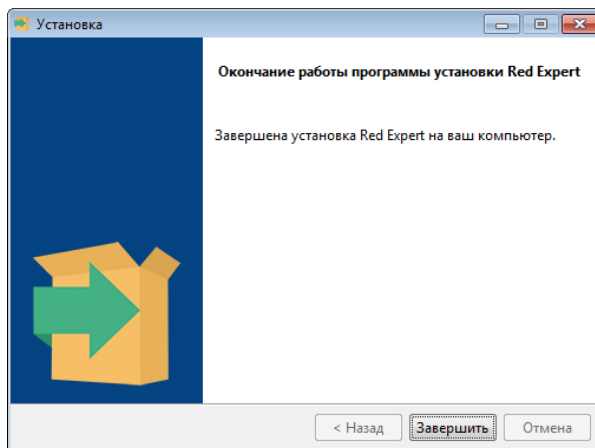 Установка
Окончание работы программы установки Red Expert
Завершена установка Red Expert на ваш компьютер.
< Назад Завершить Отмена